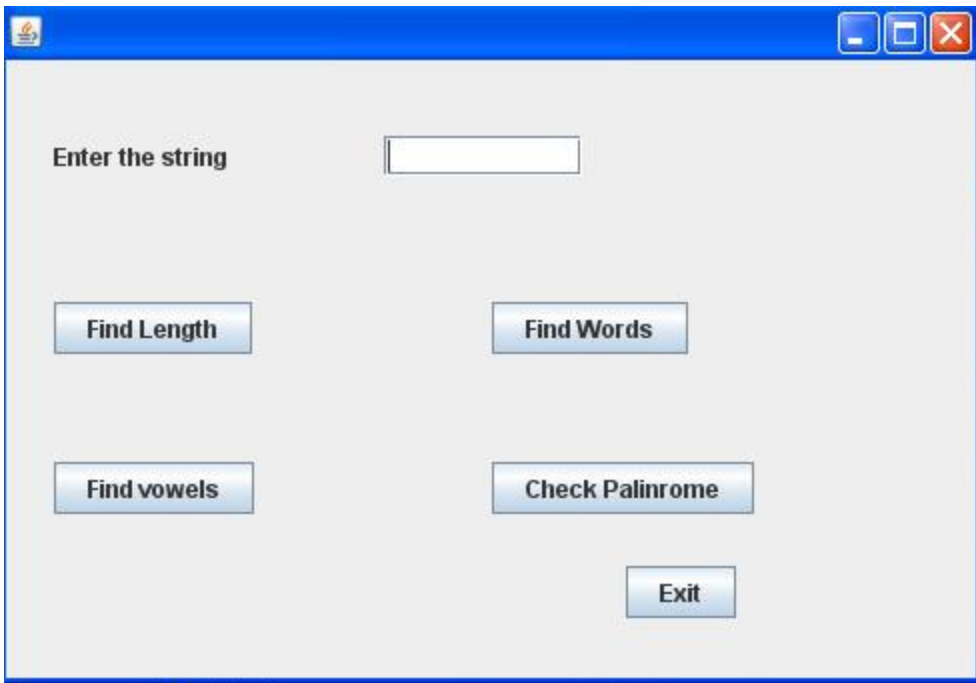 Enter the string
Find Length
Find Words
Find vowels
Check Palinrome
Exit